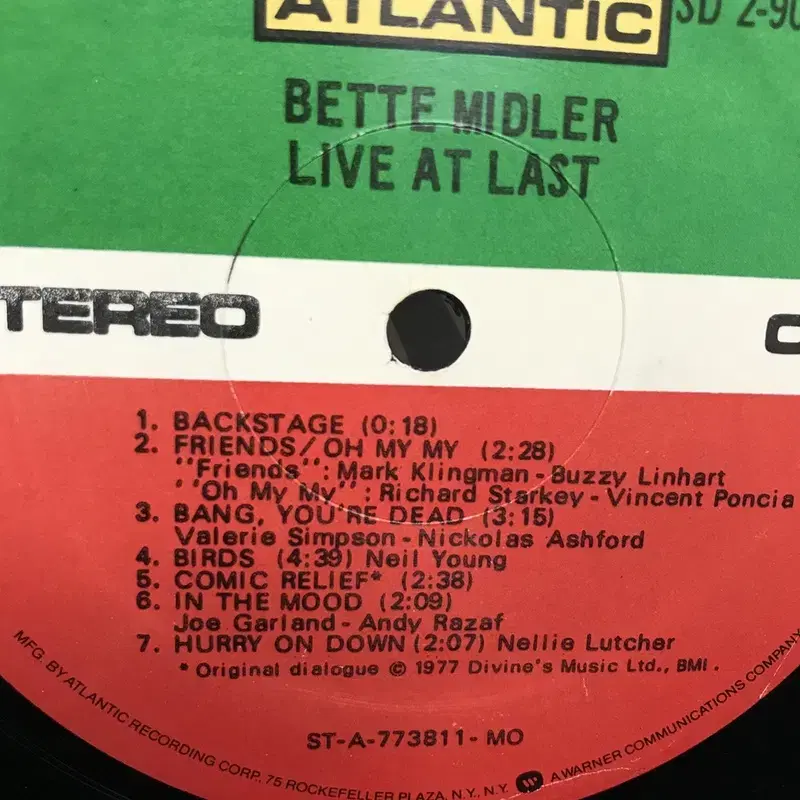 ATLANTIC
SD 2-90
BETTE MIDLER
LIVE AT LAST
TEREO
1. BACKSTAGE (0:18)
2. FRIENDS/OH MY MY (2:28)
"Friends": Mark Klingman-Buzzy Linhart
"Oh My My": Richard Starkey-Vincent Poncia
3. BANG, YOU'RE DEAD (3:15)
Valerie Simpson-Nickolas Ashford
4. BIRDS (4:39) Neil Young
5. COMIC RELIEF* (2:38)
6. IN THE MOOD (2:09)
Joe Garland-Andy Razaf
7. HURRY ON DOWN (2:07) Nellie Lutcher
* Original dialogue © 1977 Divine's Music Ltd., BMI.
ST-A-773811-MO
MFG. BY ATLANTIC RECORDING CORP., 75 ROCKEFELLER PLAZA, N.Y., N.Y. A WARNER COMMUNICATIONS COMPANY